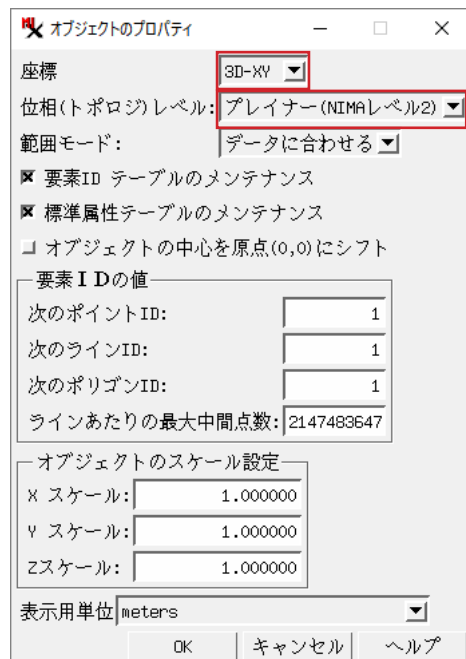 オブジェクトのプロパティ
座標 3D-XY
位相(トポロジ)レベル: プレイナー(NIMAレベル2)
範囲モード: データに合わせる
要素ID テーブルのメンテナンス
標準属性テーブルのメンテナンス
オブジェクトの中心を原点(0,0)にシフト
要素IDの値
次のポイントID: 1
次のラインID: 1
次のポリゴンID: 1
ラインあたりの最大中間点数: 2147483647
オブジェクトのスケール設定
X スケール: 1.000000
Y スケール: 1.000000
Zスケール: 1.000000
表示用単位 meters
OK キャンセル ヘルプ